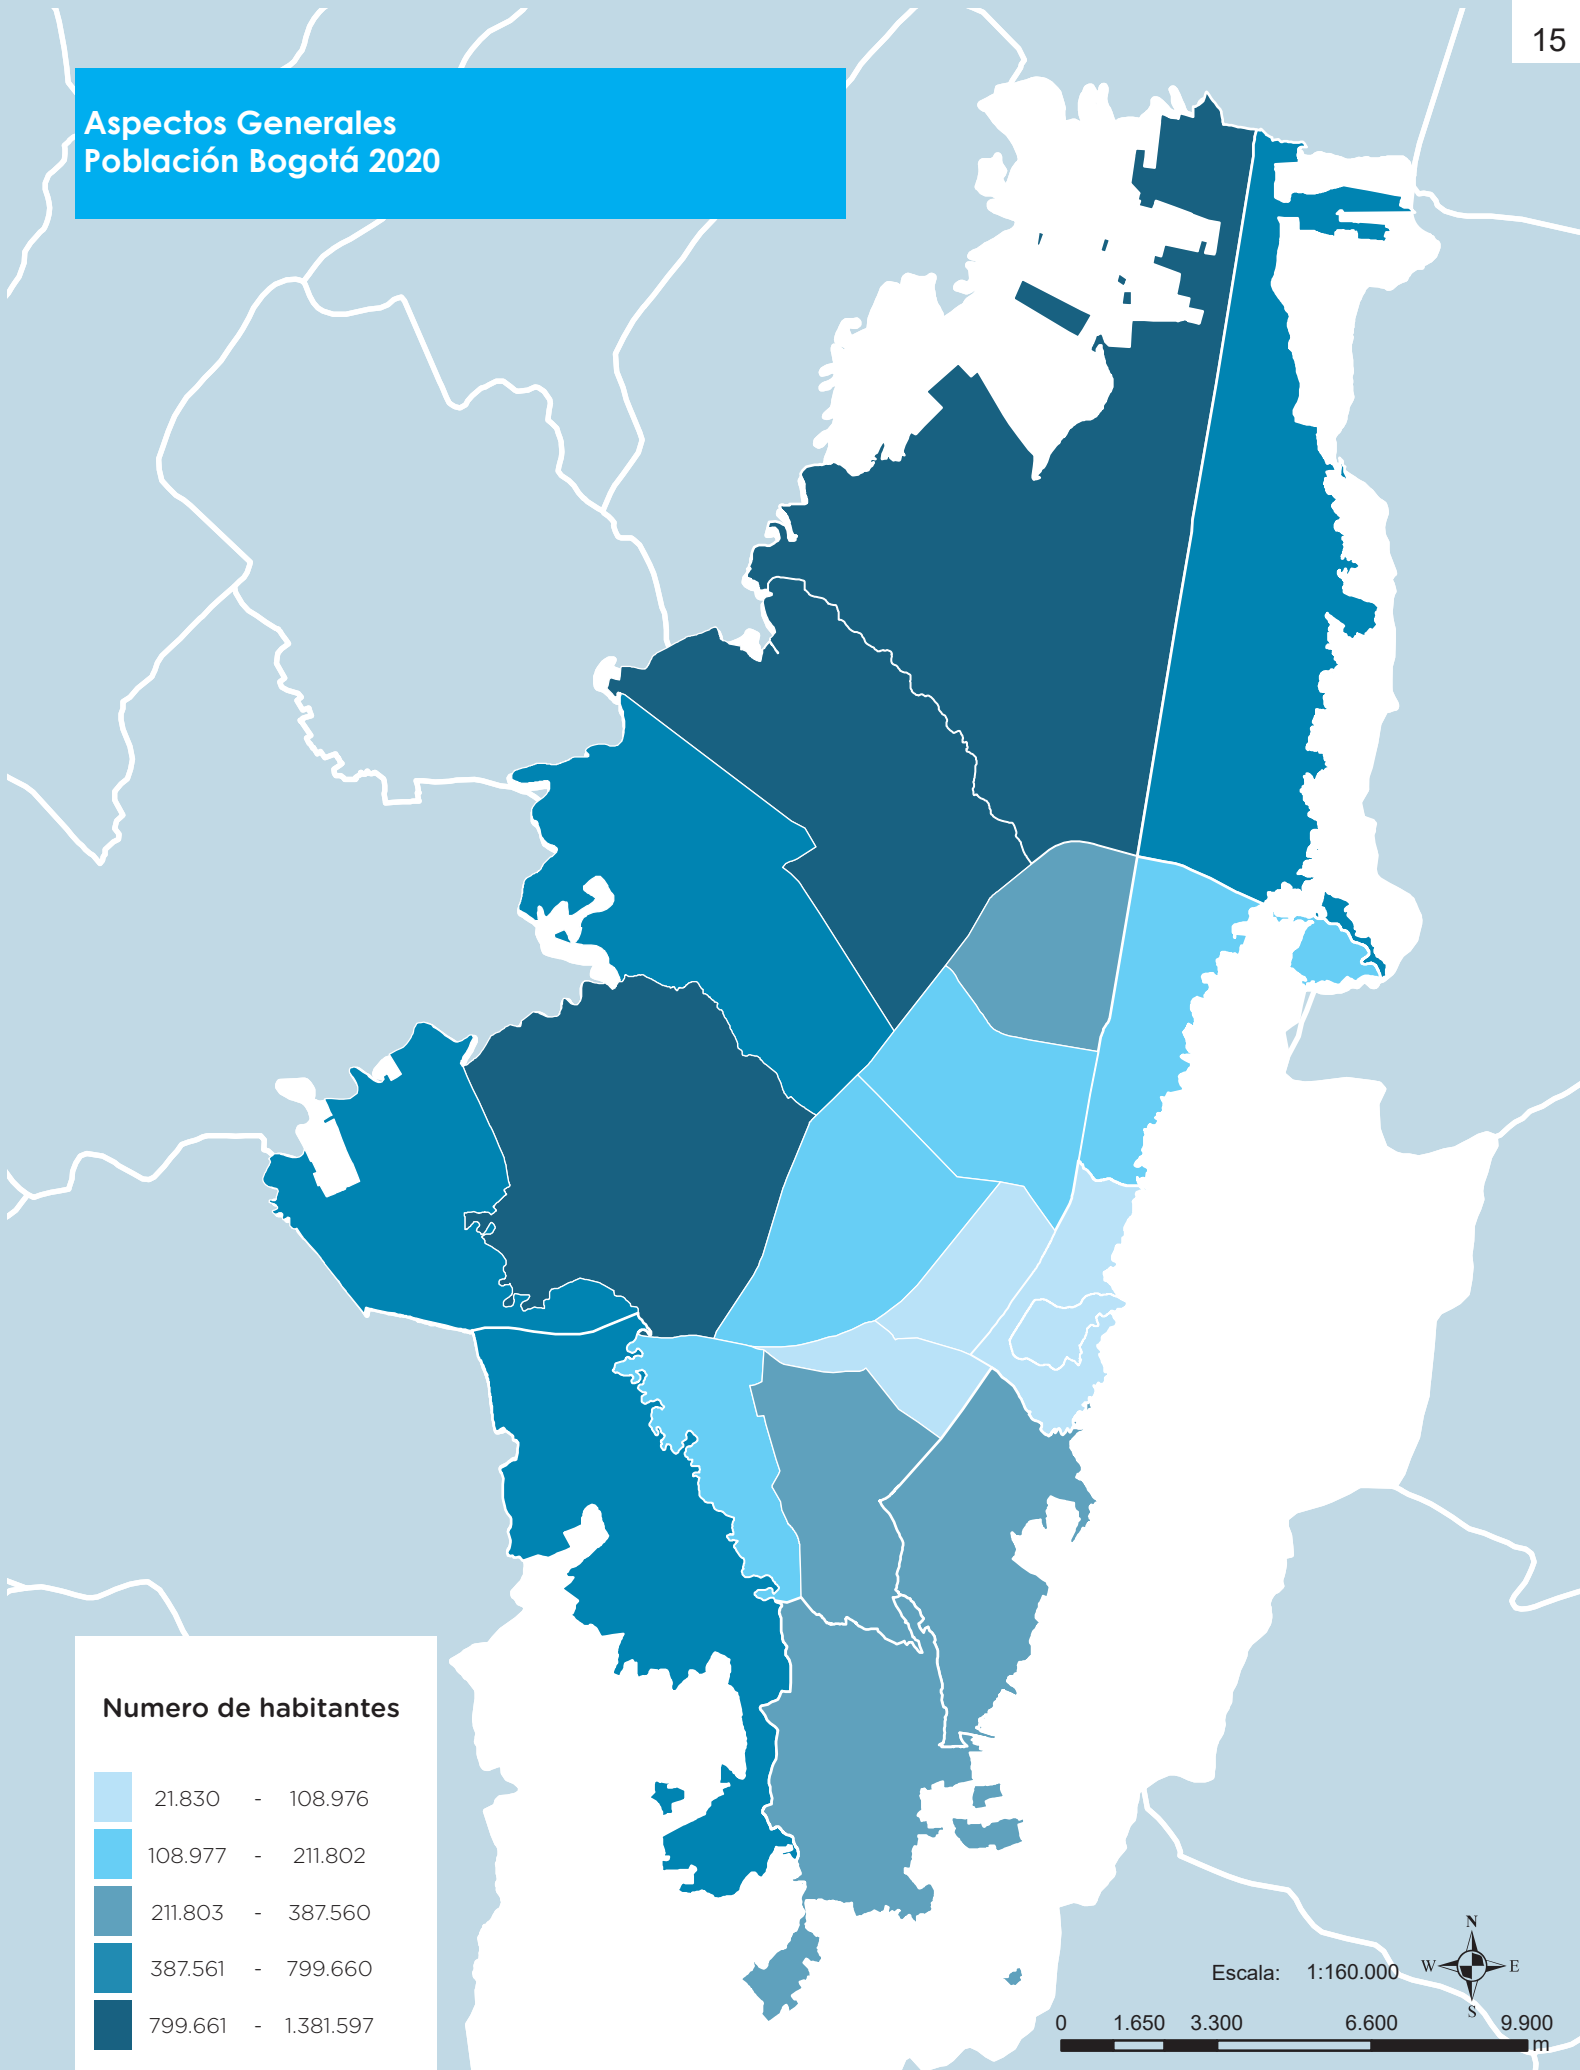 15
Aspectos Generales
Población Bogotá 2020
Numero de habitantes
21.830 - 108.976
108.977 - 211.802
211.803 - 387.560
387.561 - 799.660
799.661 - 1.381.597
Escala: 1:160.000
N
W E
S
0 1.650 3.300 6.600 9.900
m